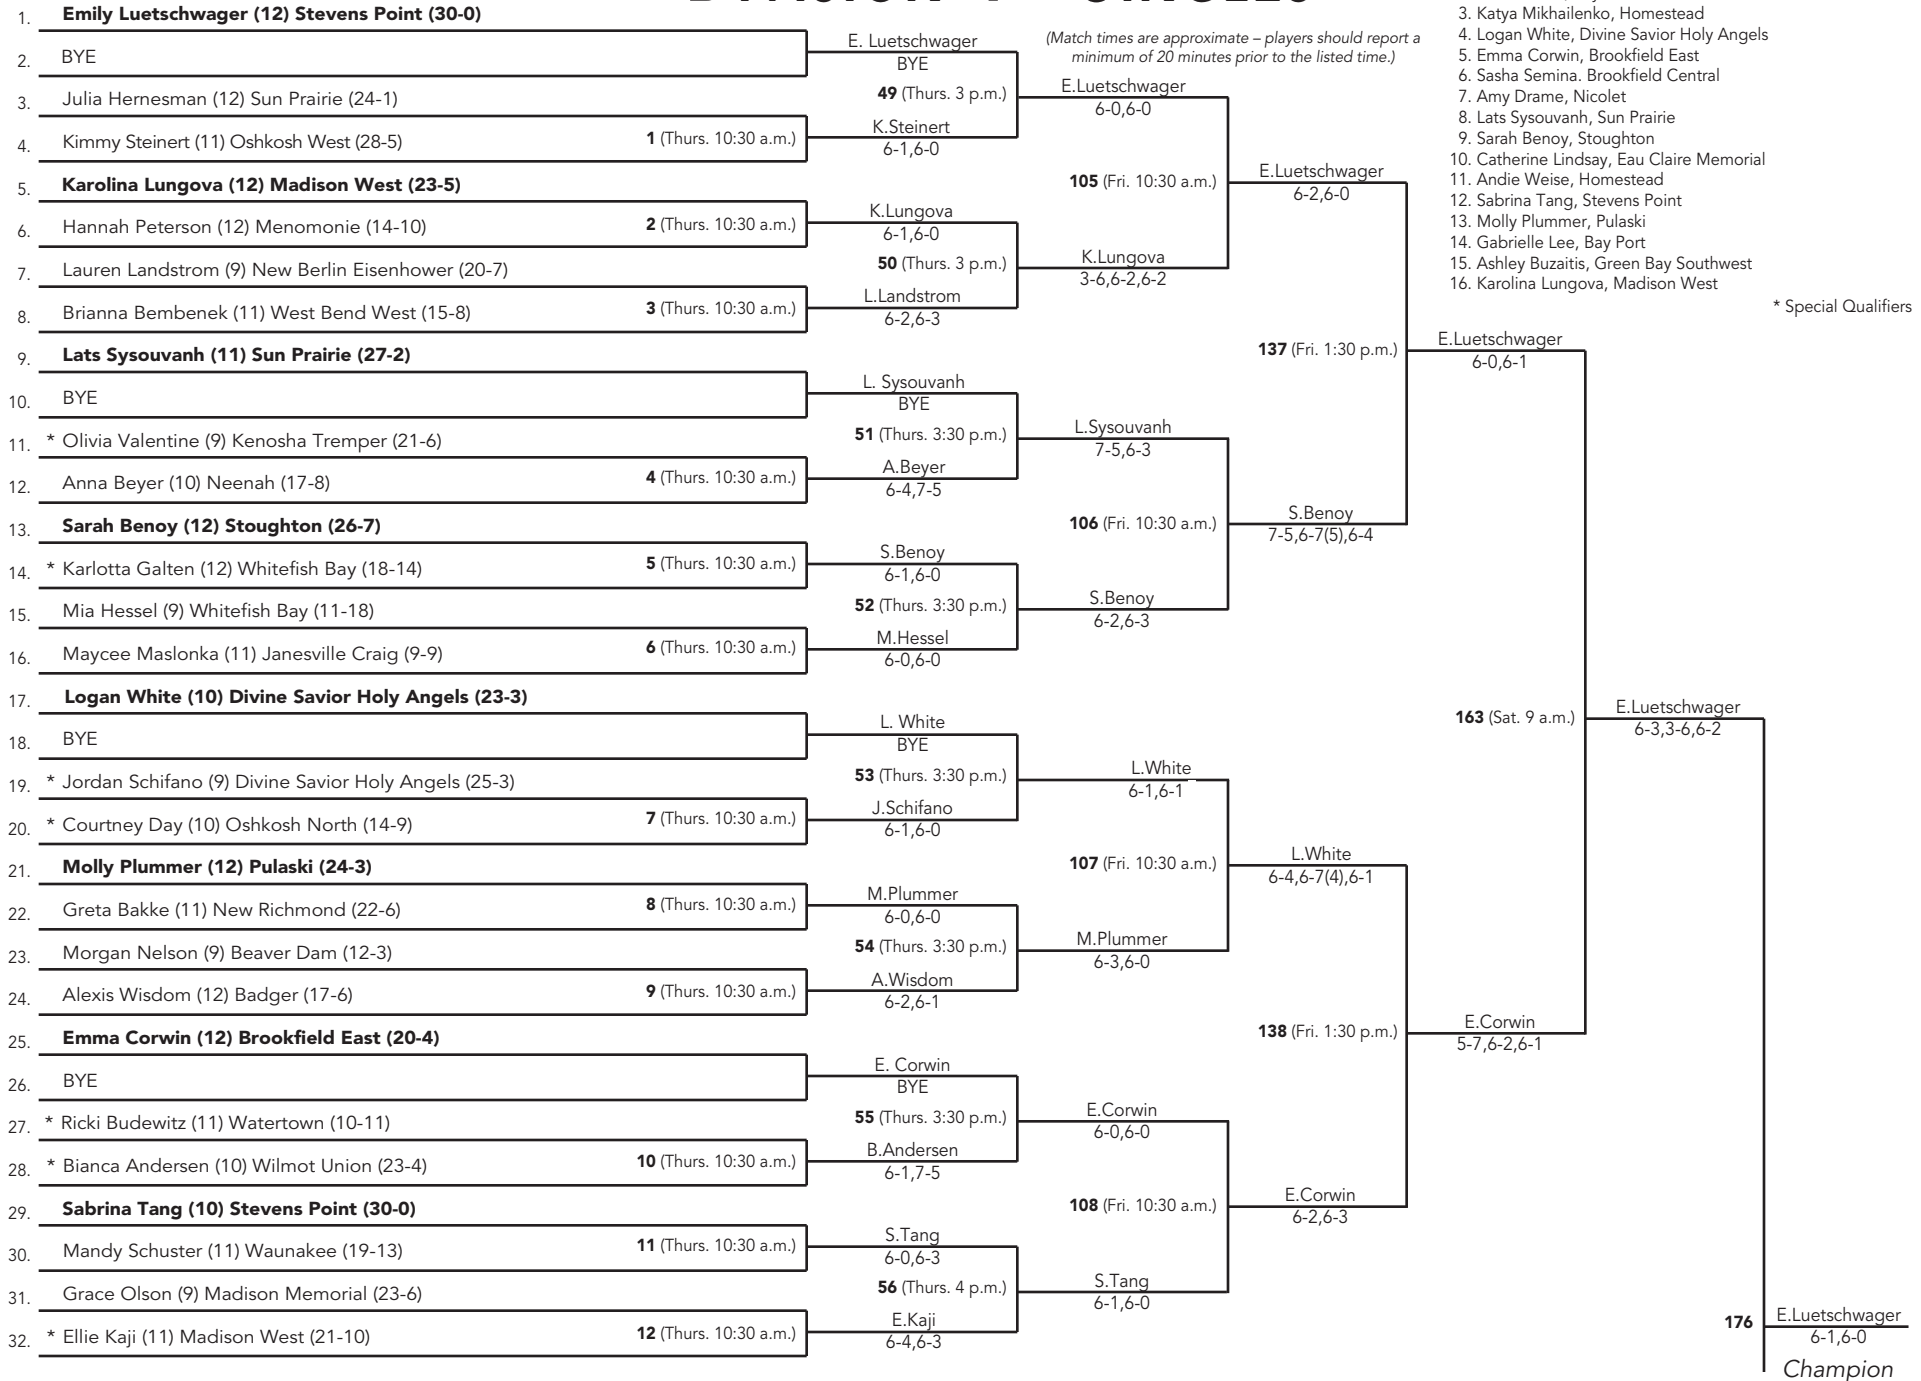 1. Emily Luetschwager (12) Stevens Point (30-0)
2. BYE
3. Julia Hernesman (12) Sun Prairie (24-1)
4. Kimmy Steinert (11) Oshkosh West (28-5)
5. Karolina Lungova (12) Madison West (23-5)
6. Hannah Peterson (12) Menomonie (14-10)
7. Lauren Landstrom (9) New Berlin Eisenhower (20-7)
8. Brianna Bembenek (11) West Bend West (15-8)
9. Lats Sysouvanh (11) Sun Prairie (27-2)
10. BYE
11. * Olivia Valentine (9) Kenosha Tremper (21-6)
12. Anna Beyer (10) Neenah (17-8)
13. Sarah Benoy (12) Stoughton (26-7)
14. * Karlotta Galten (12) Whitefish Bay (18-14)
15. Mia Hessel (9) Whitefish Bay (11-18)
16. Maycee Maslonka (11) Janesville Craig (9-9)
17. Logan White (10) Divine Savior Holy Angels (23-3)
18. BYE
19. * Jordan Schifano (9) Divine Savior Holy Angels (25-3)
20. * Courtney Day (10) Oshkosh North (14-9)
21. Molly Plummer (12) Pulaski (24-3)
22. Greta Bakke (11) New Richmond (22-6)
23. Morgan Nelson (9) Beaver Dam (12-3)
24. Alexis Wisdom (12) Badger (17-6)
25. Emma Corwin (12) Brookfield East (20-4)
26. BYE
27. * Ricki Budewitz (11) Watertown (10-11)
28. * Bianca Andersen (10) Wilmot Union (23-4)
29. Sabrina Tang (10) Stevens Point (30-0)
30. Mandy Schuster (11) Waunakee (19-13)
31. Grace Olson (9) Madison Memorial (23-6)
32. * Ellie Kaji (11) Madison West (21-10)
1 (Thurs. 10:30 a.m.)
2 (Thurs. 10:30 a.m.)
3 (Thurs. 10:30 a.m.)
4 (Thurs. 10:30 a.m.)
5 (Thurs. 10:30 a.m.)
6 (Thurs. 10:30 a.m.)
7 (Thurs. 10:30 a.m.)
8 (Thurs. 10:30 a.m.)
9 (Thurs. 10:30 a.m.)
10 (Thurs. 10:30 a.m.)
11 (Thurs. 10:30 a.m.)
12 (Thurs. 10:30 a.m.)
E. Luetschwager
BYE
49 (Thurs. 3 p.m.)
K.Steinert
6-1,6-0
K.Lungova
6-1,6-0
50 (Thurs. 3 p.m.)
L.Landstrom
6-2,6-3
L. Sysouvanh
BYE
51 (Thurs. 3:30 p.m.)
A.Beyer
6-4,7-5
S.Benoy
6-1,6-0
52 (Thurs. 3:30 p.m.)
M.Hessel
6-0,6-0
L. White
BYE
53 (Thurs. 3:30 p.m.)
J.Schifano
6-1,6-0
M.Plummer
6-0,6-0
54 (Thurs. 3:30 p.m.)
A.Wisdom
6-2,6-1
E. Corwin
BYE
55 (Thurs. 3:30 p.m.)
B.Andersen
6-1,7-5
S.Tang
6-0,6-3
56 (Thurs. 4 p.m.)
E.Kaji
6-4,6-3
(Match times are approximate – players should report a
minimum of 20 minutes prior to the listed time.)
E.Luetschwager
6-0,6-0
105 (Fri. 10:30 a.m.)
K.Lungova
3-6,6-2,6-2
L.Sysouvanh
7-5,6-3
106 (Fri. 10:30 a.m.)
S.Benoy
6-2,6-3
L.White
6-1,6-1
107 (Fri. 10:30 a.m.)
M.Plummer
6-3,6-0
E.Corwin
6-0,6-0
108 (Fri. 10:30 a.m.)
S.Tang
6-1,6-0
E.Luetschwager
6-2,6-0
137 (Fri. 1:30 p.m.)
S.Benoy
7-5,6-7(5),6-4
L.White
6-4,6-7(4),6-1
138 (Fri. 1:30 p.m.)
E.Corwin
6-2,6-3
E.Luetschwager
6-0,6-1
163 (Sat. 9 a.m.)
E.Corwin
5-7,6-2,6-1
E.Luetschwager
6-3,3-6,6-2
176
E.Luetschwager
6-1,6-0
Champion
3. Katya Mikhailenko, Homestead
4. Logan White, Divine Savior Holy Angels
5. Emma Corwin, Brookfield East
6. Sasha Semina. Brookfield Central
7. Amy Drame, Nicolet
8. Lats Sysouvanh, Sun Prairie
9. Sarah Benoy, Stoughton
10. Catherine Lindsay, Eau Claire Memorial
11. Andie Weise, Homestead
12. Sabrina Tang, Stevens Point
13. Molly Plummer, Pulaski
14. Gabrielle Lee, Bay Port
15. Ashley Buzaitis, Green Bay Southwest
16. Karolina Lungova, Madison West
* Special Qualifiers